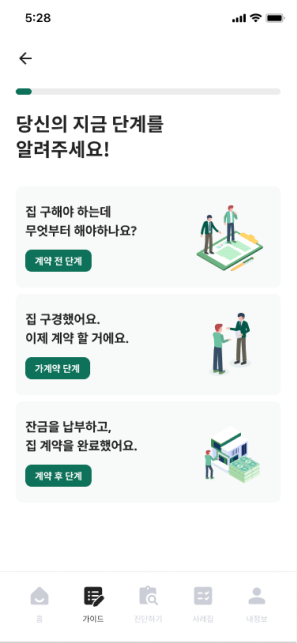 5:28
당신의 지금 단계를
알려주세요!
집 구해야 하는데
무엇부터 해야하나요?
계약 전 단계
집 구경했어요.
이제 계약 할 거에요.
가계약 단계
잔금을 납부하고,
집 계약을 완료했어요.
계약 후 단계
홈
가이드
진단하기
사례집
내정보